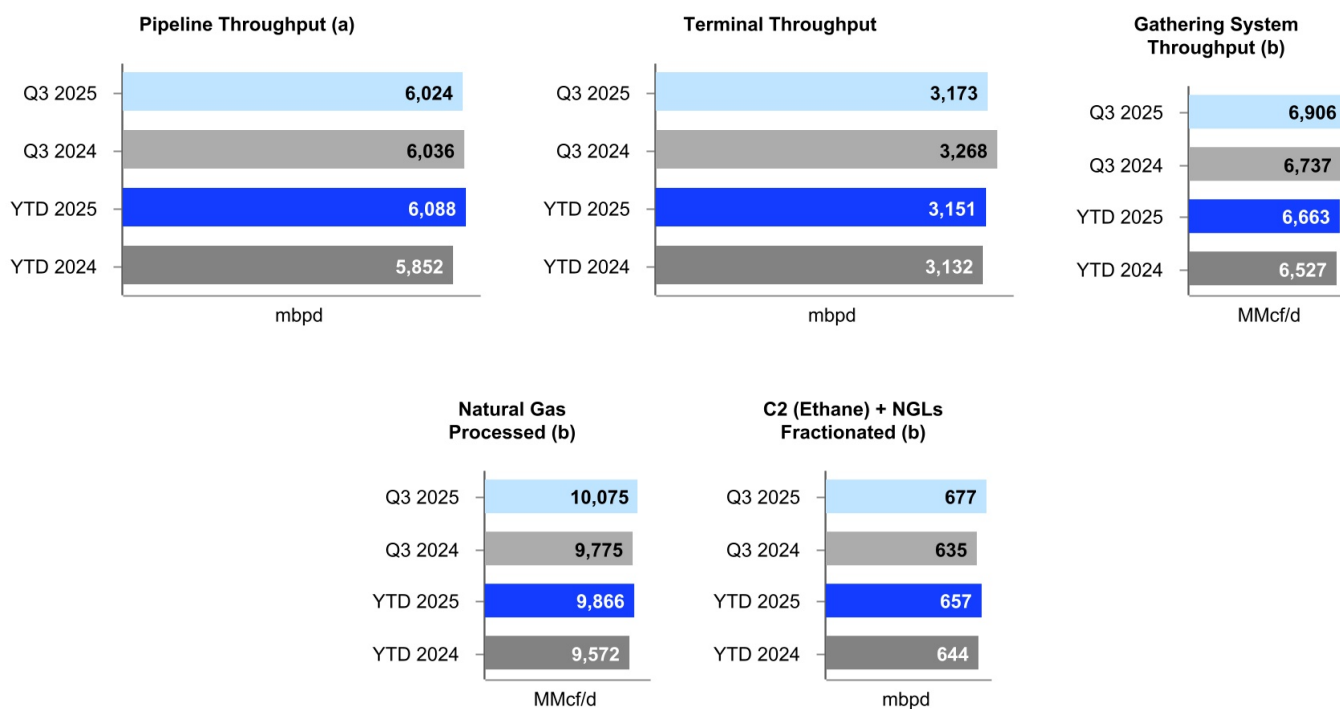 Pipeline Throughput (a)
Q3 2025
6,024
Q3 2024
6,036
YTD 2025
6,088
YTD 2024
5,852
mbpd
Terminal Throughput
Q3 2025
3,173
Q3 2024
3,268
YTD 2025
3,151
YTD 2024
3,132
mbpd
Gathering System
Throughput (b)
Q3 2025
6,906
Q3 2024
6,737
YTD 2025
6,663
YTD 2024
6,527
MMcf/d
Natural Gas
Processed (b)
Q3 2025
10,075
Q3 2024
9,775
YTD 2025
9,866
YTD 2024
9,572
MMcf/d
C2 (Ethane) + NGLs
Fractionated (b)
Q3 2025
677
Q3 2024
635
YTD 2025
657
YTD 2024
644
mbpd